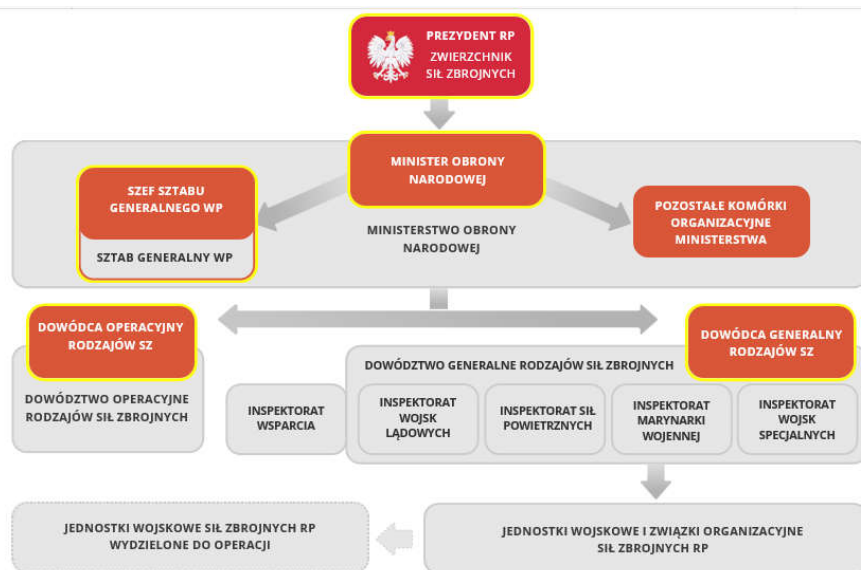 PREZYDENT RP
ZWIERZCHNIK
SIŁ ZBROJNYCH
MINISTER OBRONY
NARODOWEJ
SZEF SZTABU
GENERALNEGO WP
SZTAB GENERALNY WP
MINISTERSTWO OBRONY
NARODOWEJ
POZOSTAŁE KOMÓRKI
ORGANIZACYJNE
MINISTERSTWA
DOWÓDCA OPERACYJNY
RODZAJÓW SZ
DOWÓDZTWO OPERACYJNE
RODZAJÓW SIŁ ZBROJNYCH
DOWÓDCA GENERALNY
RODZAJÓW SZ
DOWÓDZTWO GENERALNE RODZAJÓW SIŁ ZBROJNYCH
INSPEKTORAT
WSPARCIA
INSPEKTORAT
WOJSK
LĄDOWYCH
INSPEKTORAT SIŁ
POWIETRZNYCH
INSPEKTORAT
MARYNARKI
WOJENNEJ
INSPEKTORAT
WOJSK
SPECJALNYCH
JEDNOSTKI WOJSKOWE SIŁ ZBROJNYCH RP
WYDZIELONE DO OPERACJI
JEDNOSTKI WOJSKOWE I ZWIĄZKI ORGANIZACYJNE
SIŁ ZBROJNYCH RP